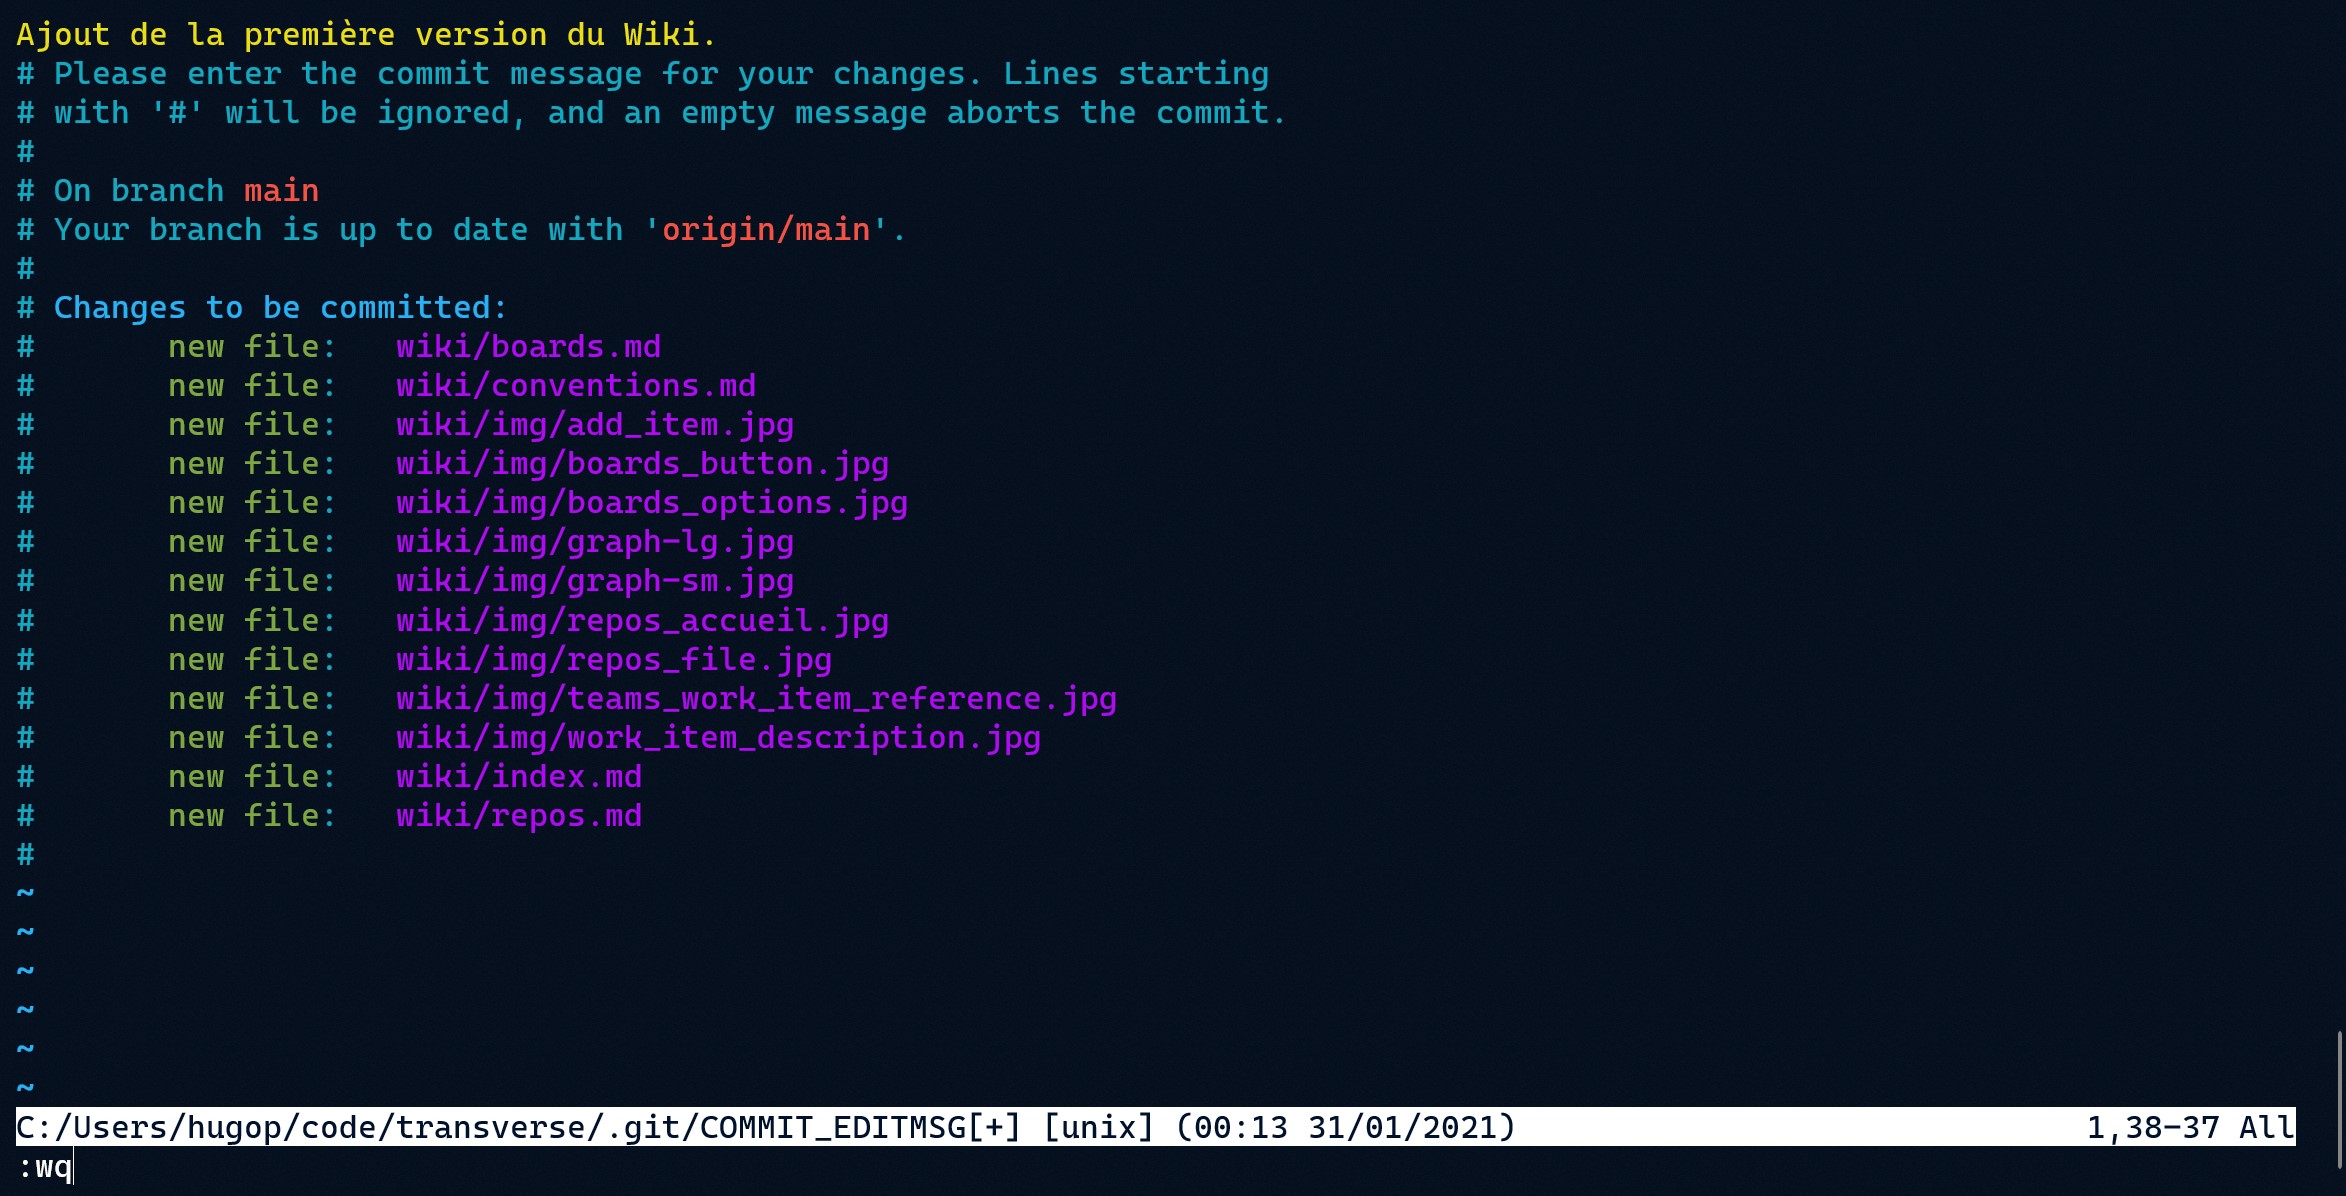 Ajout de la première version du Wiki.
# Please enter the commit message for your changes. Lines starting
# with '#' will be ignored, and an empty message aborts the commit.
#
# On branch main
# Your branch is up to date with 'origin/main'.
#
# Changes to be committed:
#       new file:   wiki/boards.md
#       new file:   wiki/conventions.md
#       new file:   wiki/img/add_item.jpg
#       new file:   wiki/img/boards_button.jpg
#       new file:   wiki/img/boards_options.jpg
#       new file:   wiki/img/graph-lg.jpg
#       new file:   wiki/img/graph-sm.jpg
#       new file:   wiki/img/repos_accueil.jpg
#       new file:   wiki/img/repos_file.jpg
#       new file:   wiki/img/teams_work_item_reference.jpg
#       new file:   wiki/img/work_item_description.jpg
#       new file:   wiki/index.md
#       new file:   wiki/repos.md
#
~
~
~
~
~
~
C:/Users/hugop/code/transverse/.git/COMMIT_EDITMSG[+] [unix] (00:13 31/01/2021) 1,38-37 All
:wq